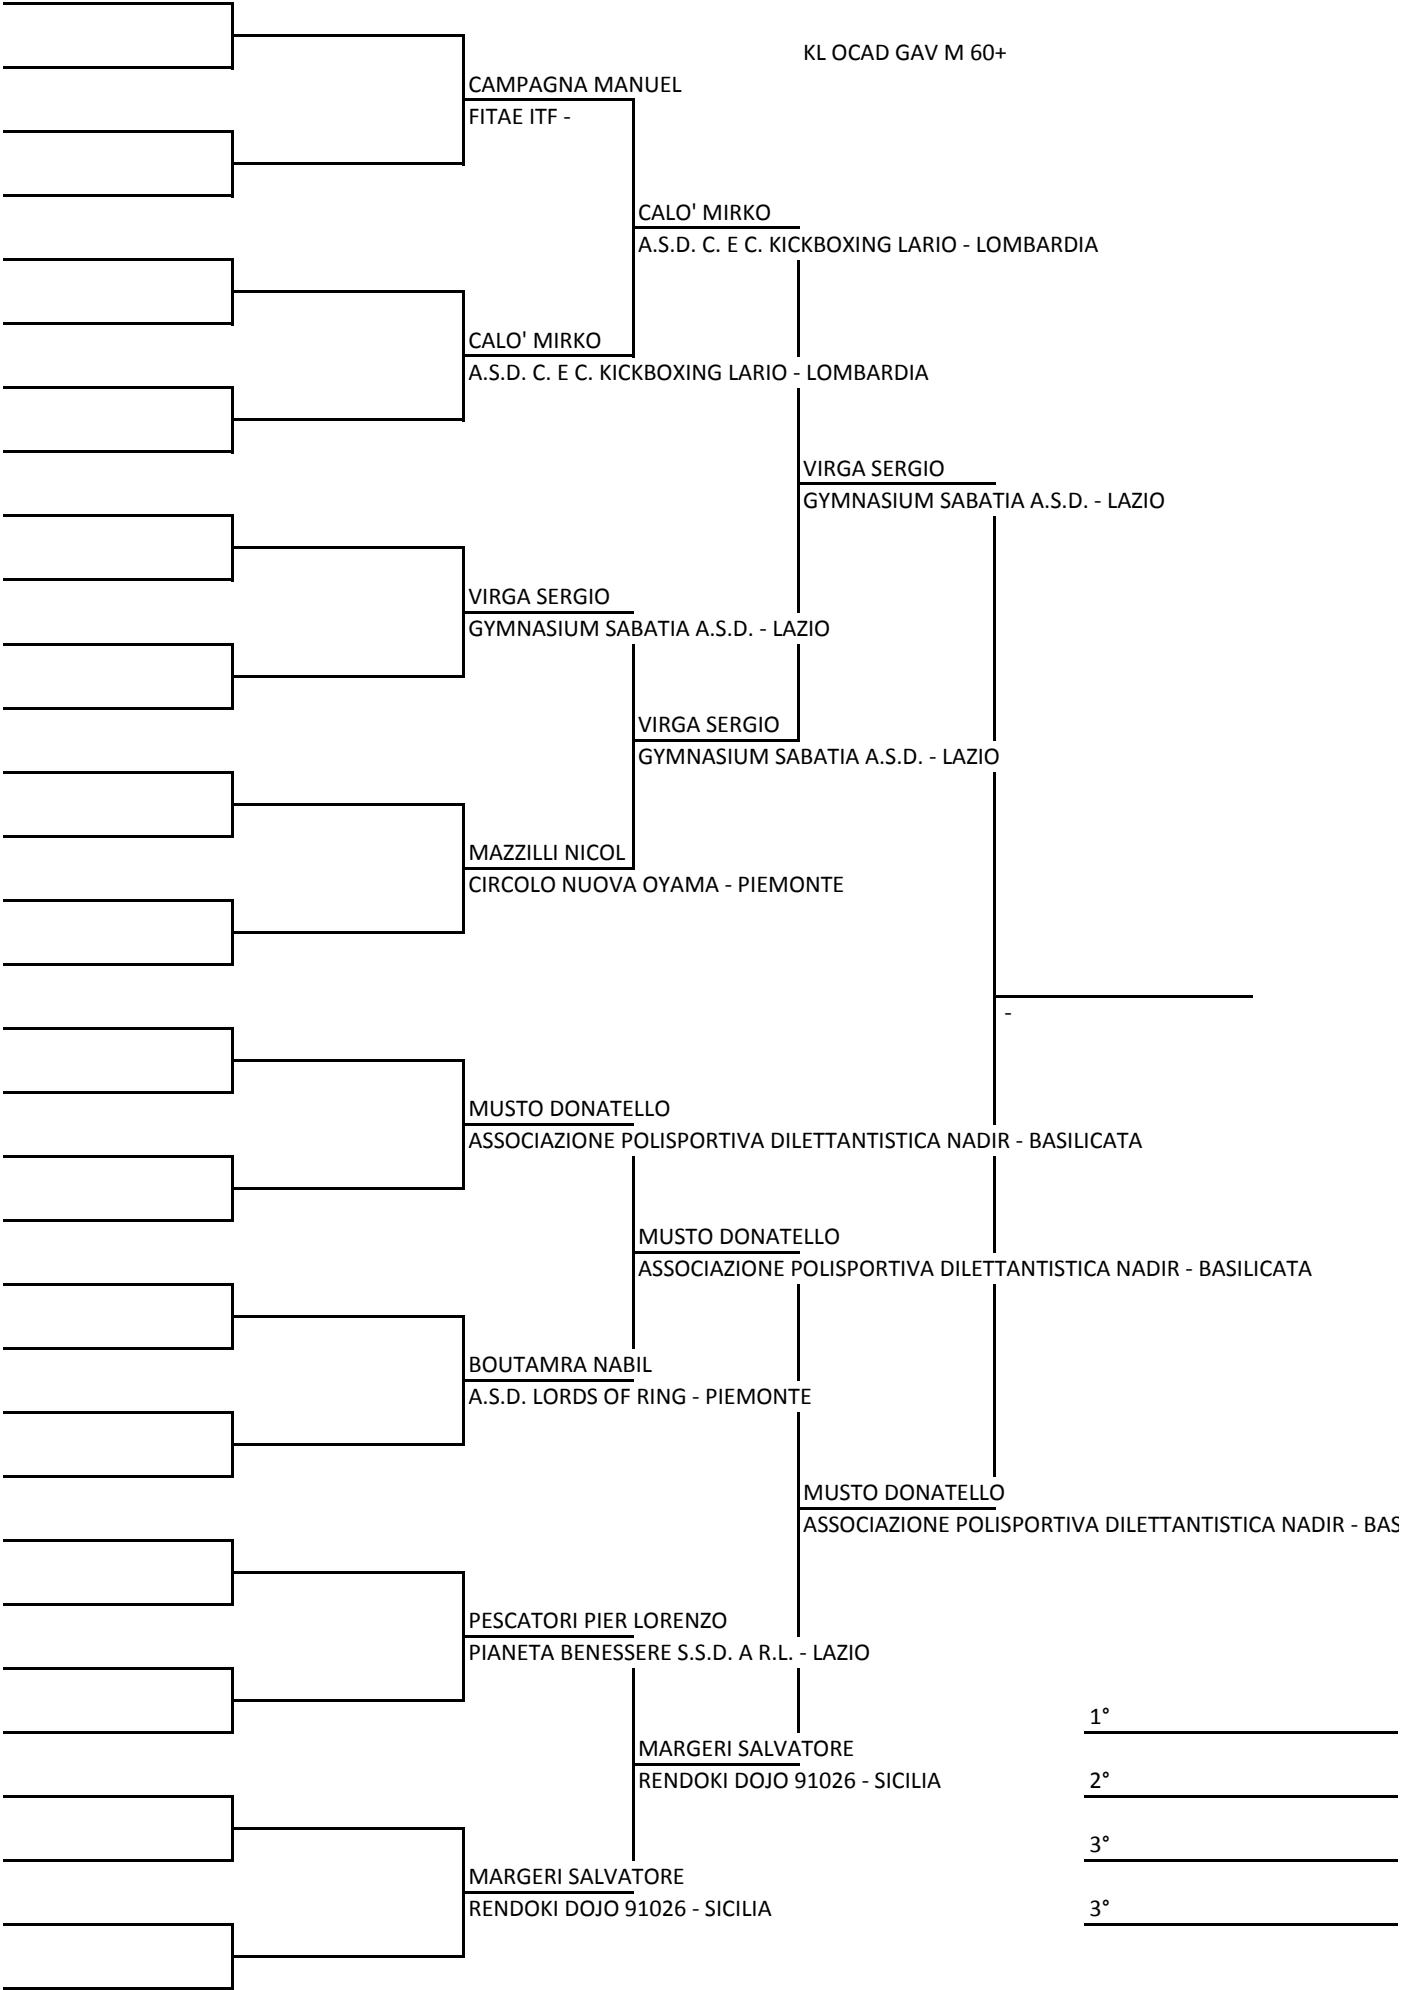 KL OCAD GAV M 60+
CAMPAGNA MANUEL
FITAE ITF -
CALO' MIRKO
A.S.D. C. E C. KICKBOXING LARIO - LOMBARDIA
CALO' MIRKO
A.S.D. C. E C. KICKBOXING LARIO - LOMBARDIA
VIRGA SERGIO
GYMNASIUM SABATIA A.S.D. - LAZIO
VIRGA SERGIO
GYMNASIUM SABATIA A.S.D. - LAZIO
VIRGA SERGIO
GYMNASIUM SABATIA A.S.D. - LAZIO
MAZZILLI NICOL
CIRCOLO NUOVA OYAMA - PIEMONTE
-
MUSTO DONATELLO
ASSOCIAZIONE POLISPORTIVA DILETTANTISTICA NADIR - BASILICATA
MUSTO DONATELLO
ASSOCIAZIONE POLISPORTIVA DILETTANTISTICA NADIR - BASILICATA
BOUTAMRA NABIL
A.S.D. LORDS OF RING - PIEMONTE
MUSTO DONATELLO
ASSOCIAZIONE POLISPORTIVA DILETTANTISTICA NADIR - BAS
PESCATORI PIER LORENZO
PIANETA BENESSERE S.S.D. A R.L. - LAZIO
1°
MARGERI SALVATORE
RENDOKI DOJO 91026 - SICILIA
2°
3°
MARGERI SALVATORE
RENDOKI DOJO 91026 - SICILIA
3°